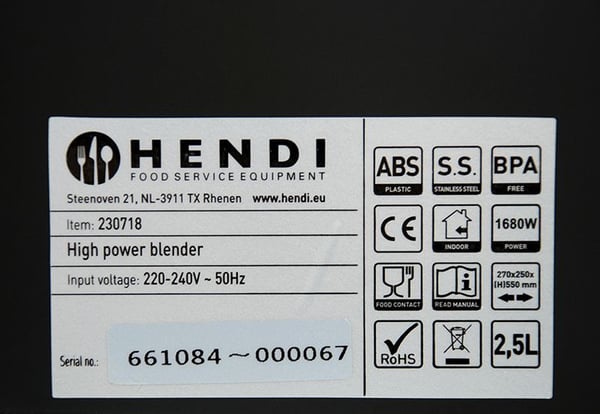 HENDI
FOOD SERVICE EQUIPMENT
Steenoven 21, NL-3911 TX Rhenen www.hendi.eu
Item: 230718
High power blender
Input voltage: 220-240V ~ 50Hz
Serial no.: 661084~000067
ABS S.S. BPA
PLASTIC STAINLESS STEEL FREE
CE 1680W
INDOOR POWER
270x250x
(H)550 mm
FOOD CONTACT READ MANUAL
RoHS 2,5L